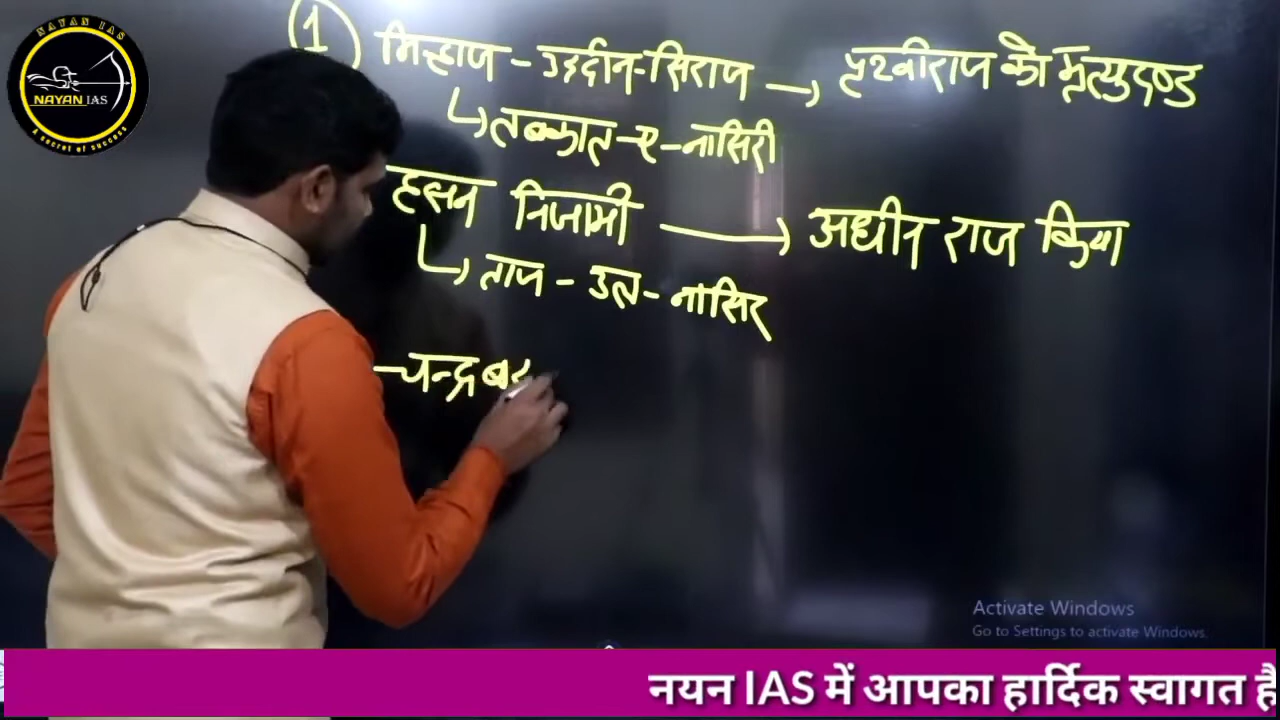 NAYAN IAS
NAYAN IAS
A secret of success
1
मिन्हाज - उद्दीन-सिराज → पृथ्वीराज को मृत्युदण्ड
↳ तबकात-ए-नासिरी
हसन निजामी → अधीन राज किया
↳ ताज - उल - नासिर
चन्द्रब
Activate Windows
Go to Settings to activate Windows.
नयन IAS में आपका हार्दिक स्वागत है